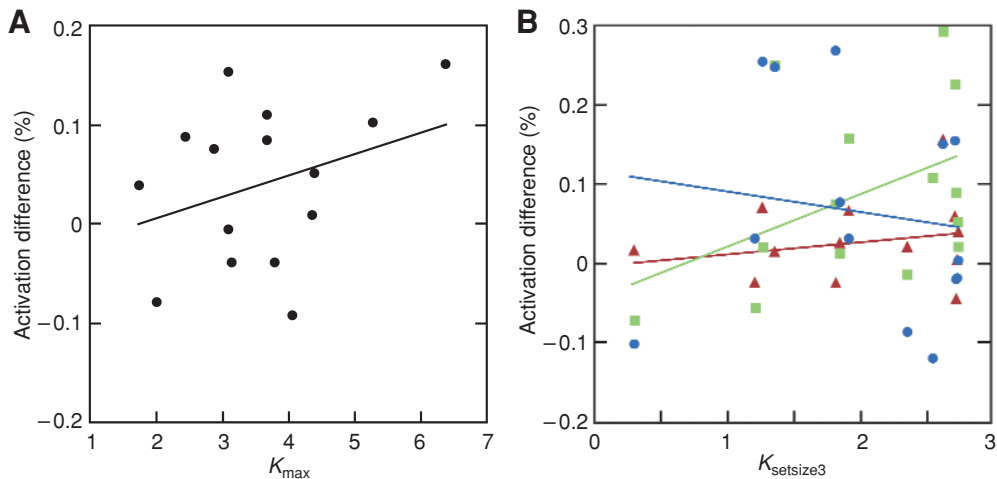 A
0.2
0.1
0
−0.1
−0.2
Activation difference (%)
1 2 3 4 5 6 7
Kmax
B
0.3
0.2
0.1
0
−0.1
−0.2
Activation difference (%)
0 1 2 3
Ksetsize3